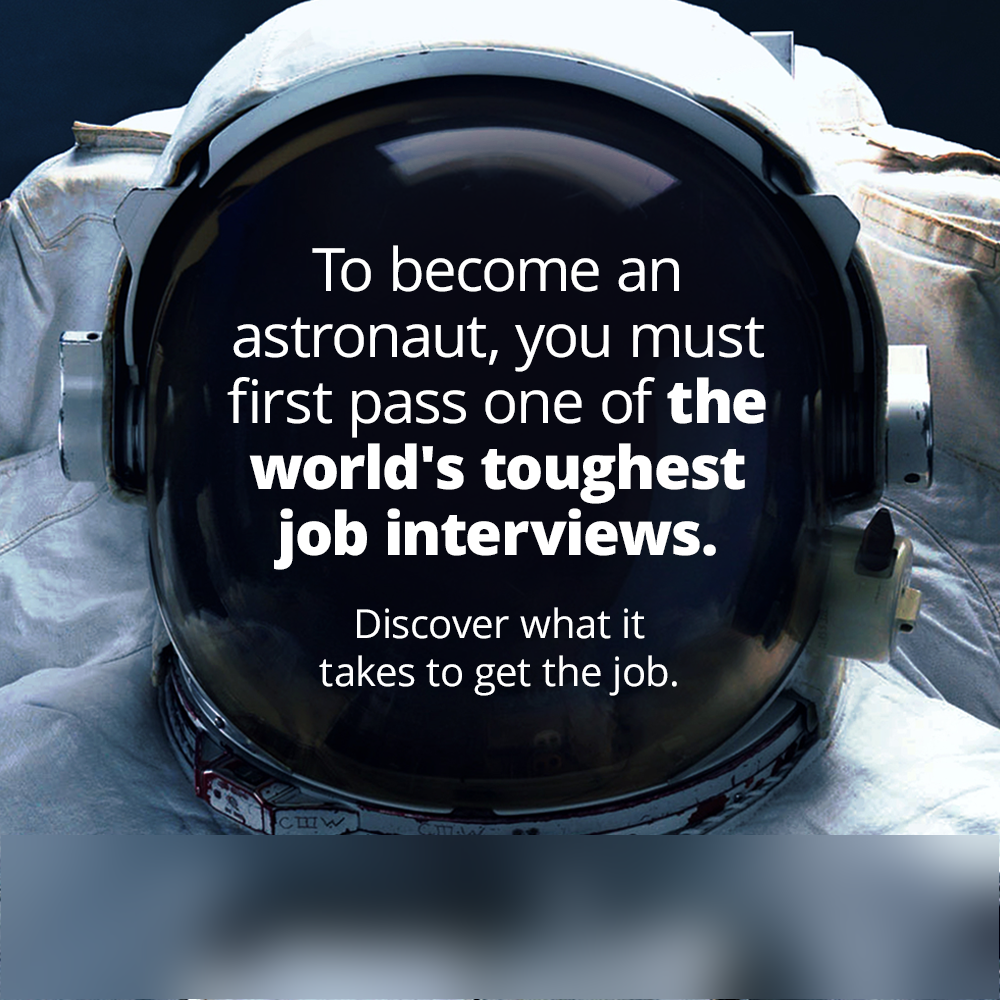 To become an
astronaut, you must
first pass one of the
world's toughest
job interviews.
Discover what it
takes to get the job.